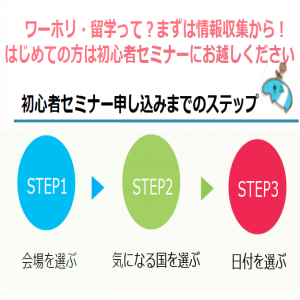 ワーホリ・留学って？まずは情報収集から！
はじめての方は初心者セミナーにお越しください
初心者セミナー申し込みまでのステップ
STEP1
STEP2
STEP3
会場を選ぶ
気になる国を選ぶ
日付を選ぶ